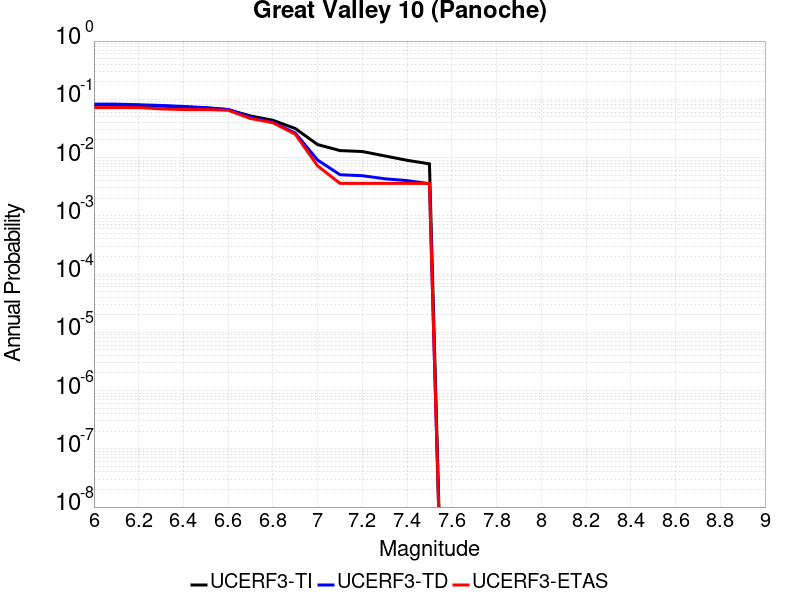 Great Valley 10 (Panoche)
10^0
10^-1
10^-2
10^-3
10^-4
10^-5
10^-6
10^-7
10^-8
Annual Probability
6 6.2 6.4 6.6 6.8 7 7.2 7.4 7.6 7.8 8 8.2 8.4 8.6 8.8 9
Magnitude
UCERF3-TI UCERF3-TD UCERF3-ETAS